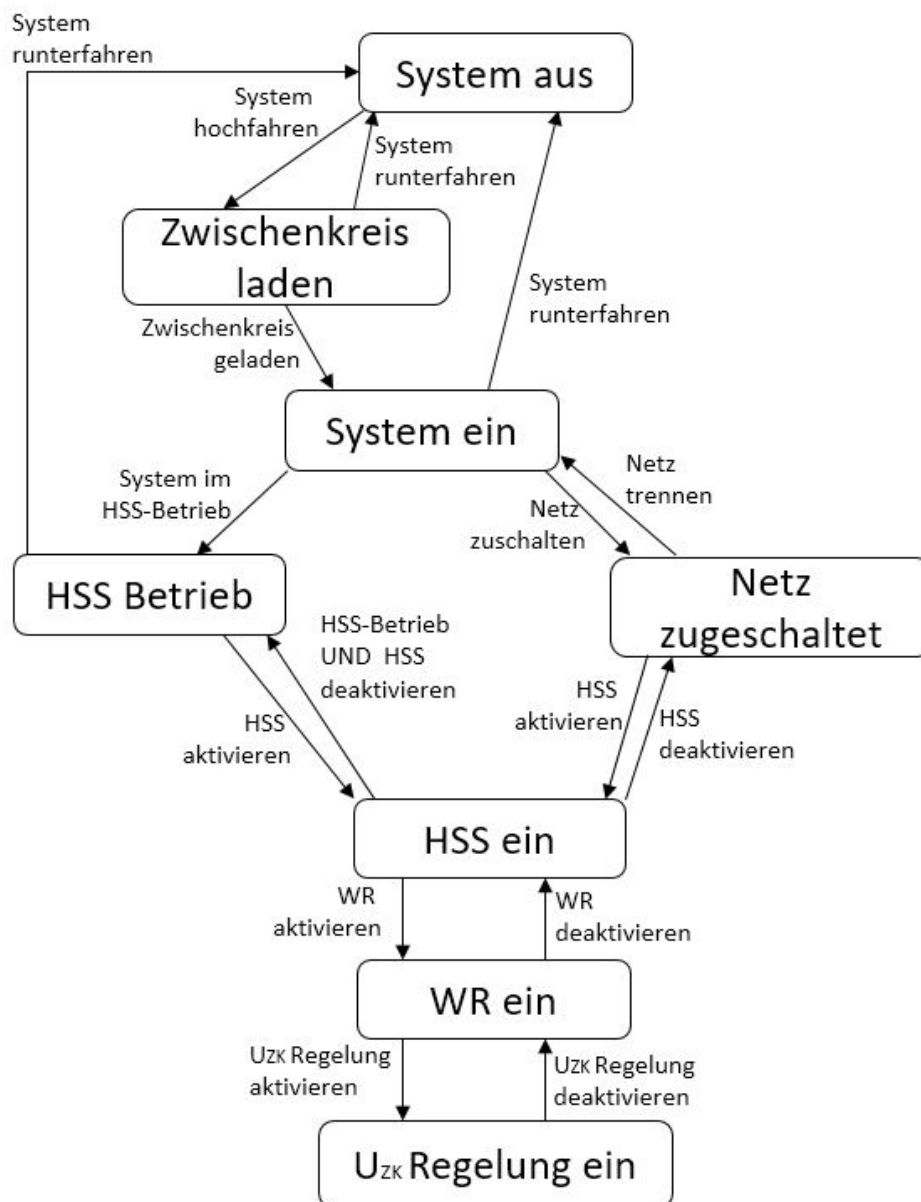 System
runterfahren
System aus
System
hochfahren
System
runterfahren
Zwischenkreis
laden
System
runterfahren
Zwischenkreis
geladen
System ein
System im
HSS-Betrieb
Netz
zuschalten
Netz
trennen
HSS Betrieb
Netz
zugeschaltet
HSS-Betrieb
UND HSS
deaktivieren
HSS
aktivieren
HSS
aktivieren
HSS
deaktivieren
HSS ein
WR
aktivieren
WR
deaktivieren
WR ein
UZK Regelung
aktivieren
UZK Regelung
deaktivieren
UZK Regelung ein